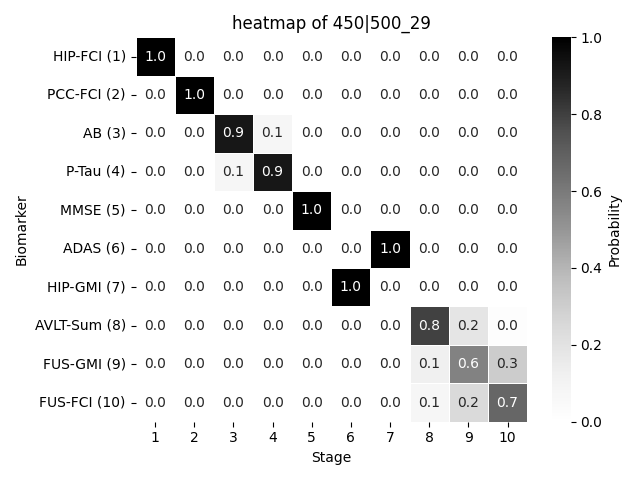 heatmap of 450|500_29
HIP-FCI (1) 1.0 0.0 0.0 0.0 0.0 0.0 0.0 0.0 0.0 0.0
PCC-FCI (2) 0.0 1.0 0.0 0.0 0.0 0.0 0.0 0.0 0.0 0.0
AB (3) 0.0 0.0 0.9 0.1 0.0 0.0 0.0 0.0 0.0 0.0
P-Tau (4) 0.0 0.0 0.1 0.9 0.0 0.0 0.0 0.0 0.0 0.0
MMSE (5) 0.0 0.0 0.0 0.0 1.0 0.0 0.0 0.0 0.0 0.0
ADAS (6) 0.0 0.0 0.0 0.0 0.0 0.0 1.0 0.0 0.0 0.0
HIP-GMI (7) 0.0 0.0 0.0 0.0 0.0 1.0 0.0 0.0 0.0 0.0
AVLT-Sum (8) 0.0 0.0 0.0 0.0 0.0 0.0 0.0 0.8 0.2 0.0
FUS-GMI (9) 0.0 0.0 0.0 0.0 0.0 0.0 0.0 0.1 0.6 0.3
FUS-FCI (10) 0.0 0.0 0.0 0.0 0.0 0.0 0.0 0.1 0.2 0.7
1 2 3 4 5 6 7 8 9 10
Stage
Biomarker
1.0
0.8
0.6
0.4
0.2
0.0
Probability